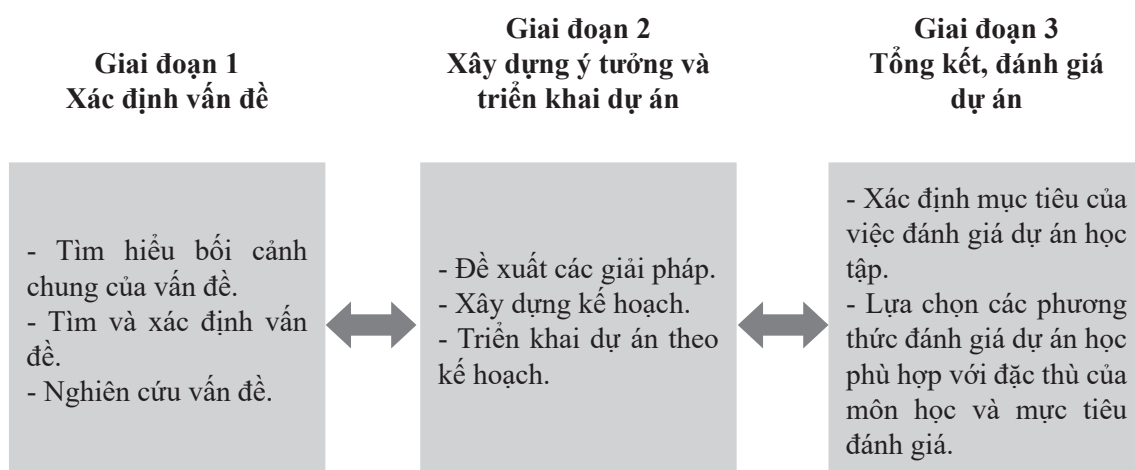 Giai đoạn 1
Xác định vấn đề
Giai đoạn 2
Xây dựng ý tưởng và
triển khai dự án
Giai đoạn 3
Tổng kết, đánh giá
dự án
- Tìm hiểu bối cảnh
chung của vấn đề.
- Tìm và xác định vấn
đề.
- Nghiên cứu vấn đề.
- Đề xuất các giải pháp.
- Xây dựng kế hoạch.
- Triển khai dự án theo
kế hoạch.
- Xác định mục tiêu của
việc đánh giá dự án học
tập.
- Lựa chọn các phương
thức đánh giá dự án học
phù hợp với đặc thù của
môn học và mực tiêu
đánh giá.